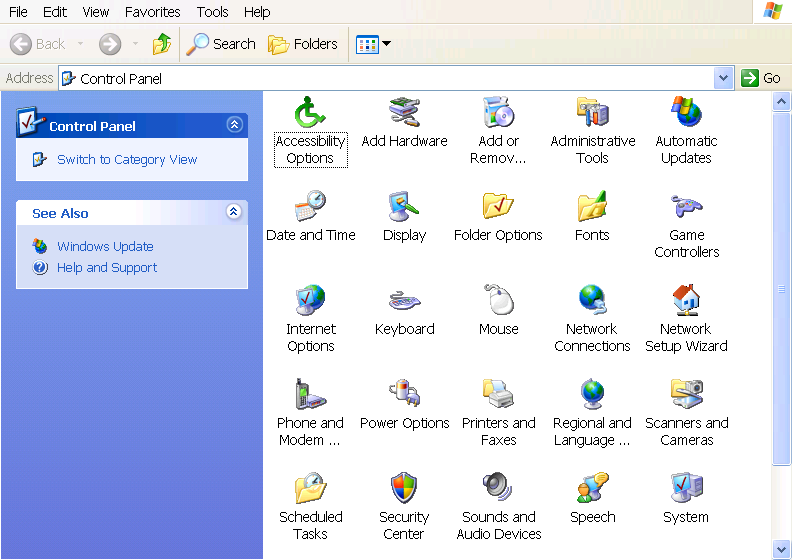 File Edit View Favorites Tools Help
Back Search Folders
Address Control Panel Go
Control Panel
Switch to Category View
See Also
Windows Update
Help and Support
Accessibility
Options
Add Hardware
Add or
Remov...
Administrative
Tools
Automatic
Updates
Date and Time
Display
Folder Options
Fonts
Game
Controllers
Internet
Options
Keyboard
Mouse
Network
Connections
Network
Setup Wizard
Phone and
Modem ...
Power Options
Printers and
Faxes
Regional and
Language ...
Scanners and
Cameras
Scheduled
Tasks
Security
Center
Sounds and
Audio Devices
Speech
System